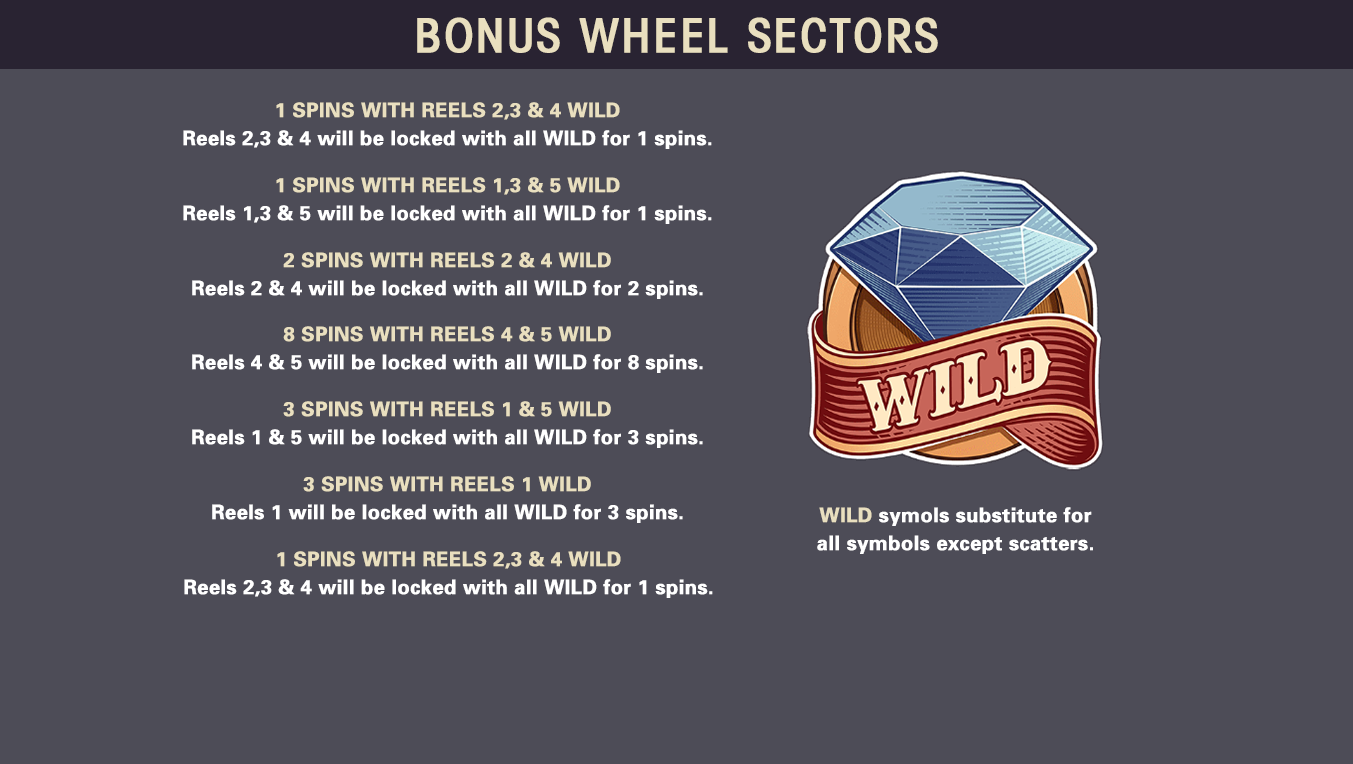 BONUS WHEEL SECTORS
1 SPINS WITH REELS 2,3 & 4 WILD
Reels 2,3 & 4 will be locked with all WILD for 1 spins.
1 SPINS WITH REELS 1,3 & 5 WILD
Reels 1,3 & 5 will be locked with all WILD for 1 spins.
2 SPINS WITH REELS 2 & 4 WILD
Reels 2 & 4 will be locked with all WILD for 2 spins.
8 SPINS WITH REELS 4 & 5 WILD
Reels 4 & 5 will be locked with all WILD for 8 spins.
3 SPINS WITH REELS 1 & 5 WILD
Reels 1 & 5 will be locked with all WILD for 3 spins.
3 SPINS WITH REELS 1 WILD
Reels 1 will be locked with all WILD for 3 spins.
1 SPINS WITH REELS 2,3 & 4 WILD
Reels 2,3 & 4 will be locked with all WILD for 1 spins.
WILD
WILD symols substitute for
all symbols except scatters.